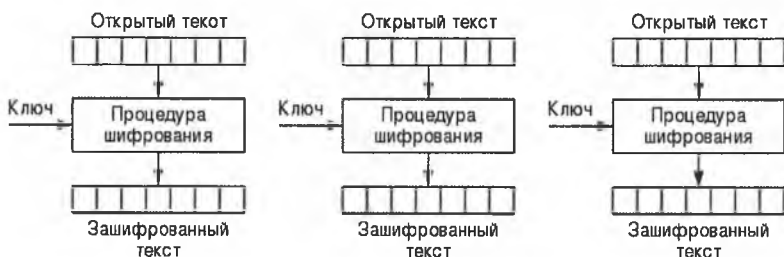 Открытый текст
Открытый текст
Открытый текст
Ключ
Процедура
шифрования
Ключ
Процедура
шифрования
Ключ
Процедура
шифрования
Зашифрованный
текст
Зашифрованный
текст
Зашифрованный
текст